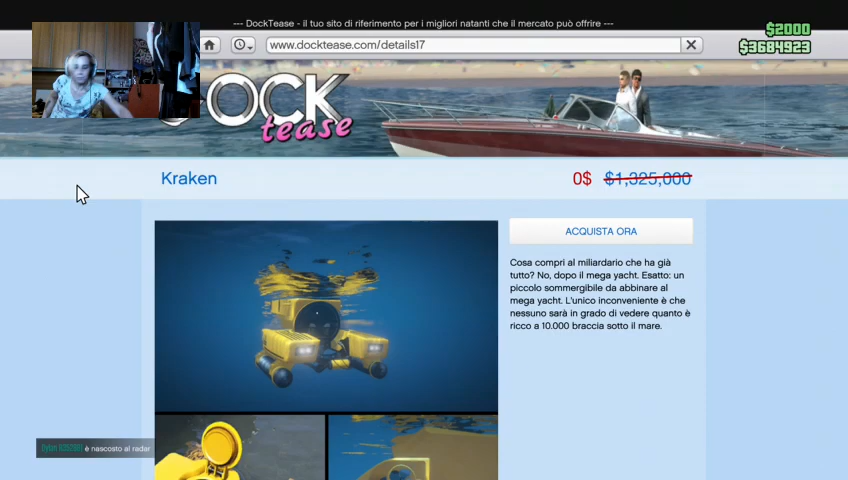 --- DockTease - il tuo sito di riferimento per i migliori natanti che il mercato può offrire ---
$2000
www.docktease.com/details17
$3684923
OCK
tease
Kraken
0$ $1,325,000
ACQUISTA ORA
Cosa compri al miliardario che ha già
tutto? No, dopo il mega yacht. Esatto: un
piccolo sommergibile da abbinare al
mega yacht. L'unico inconveniente è che
nessuno sarà in grado di vedere quanto è
ricco a 10.000 braccia sotto il mare.
è nascosto al radar